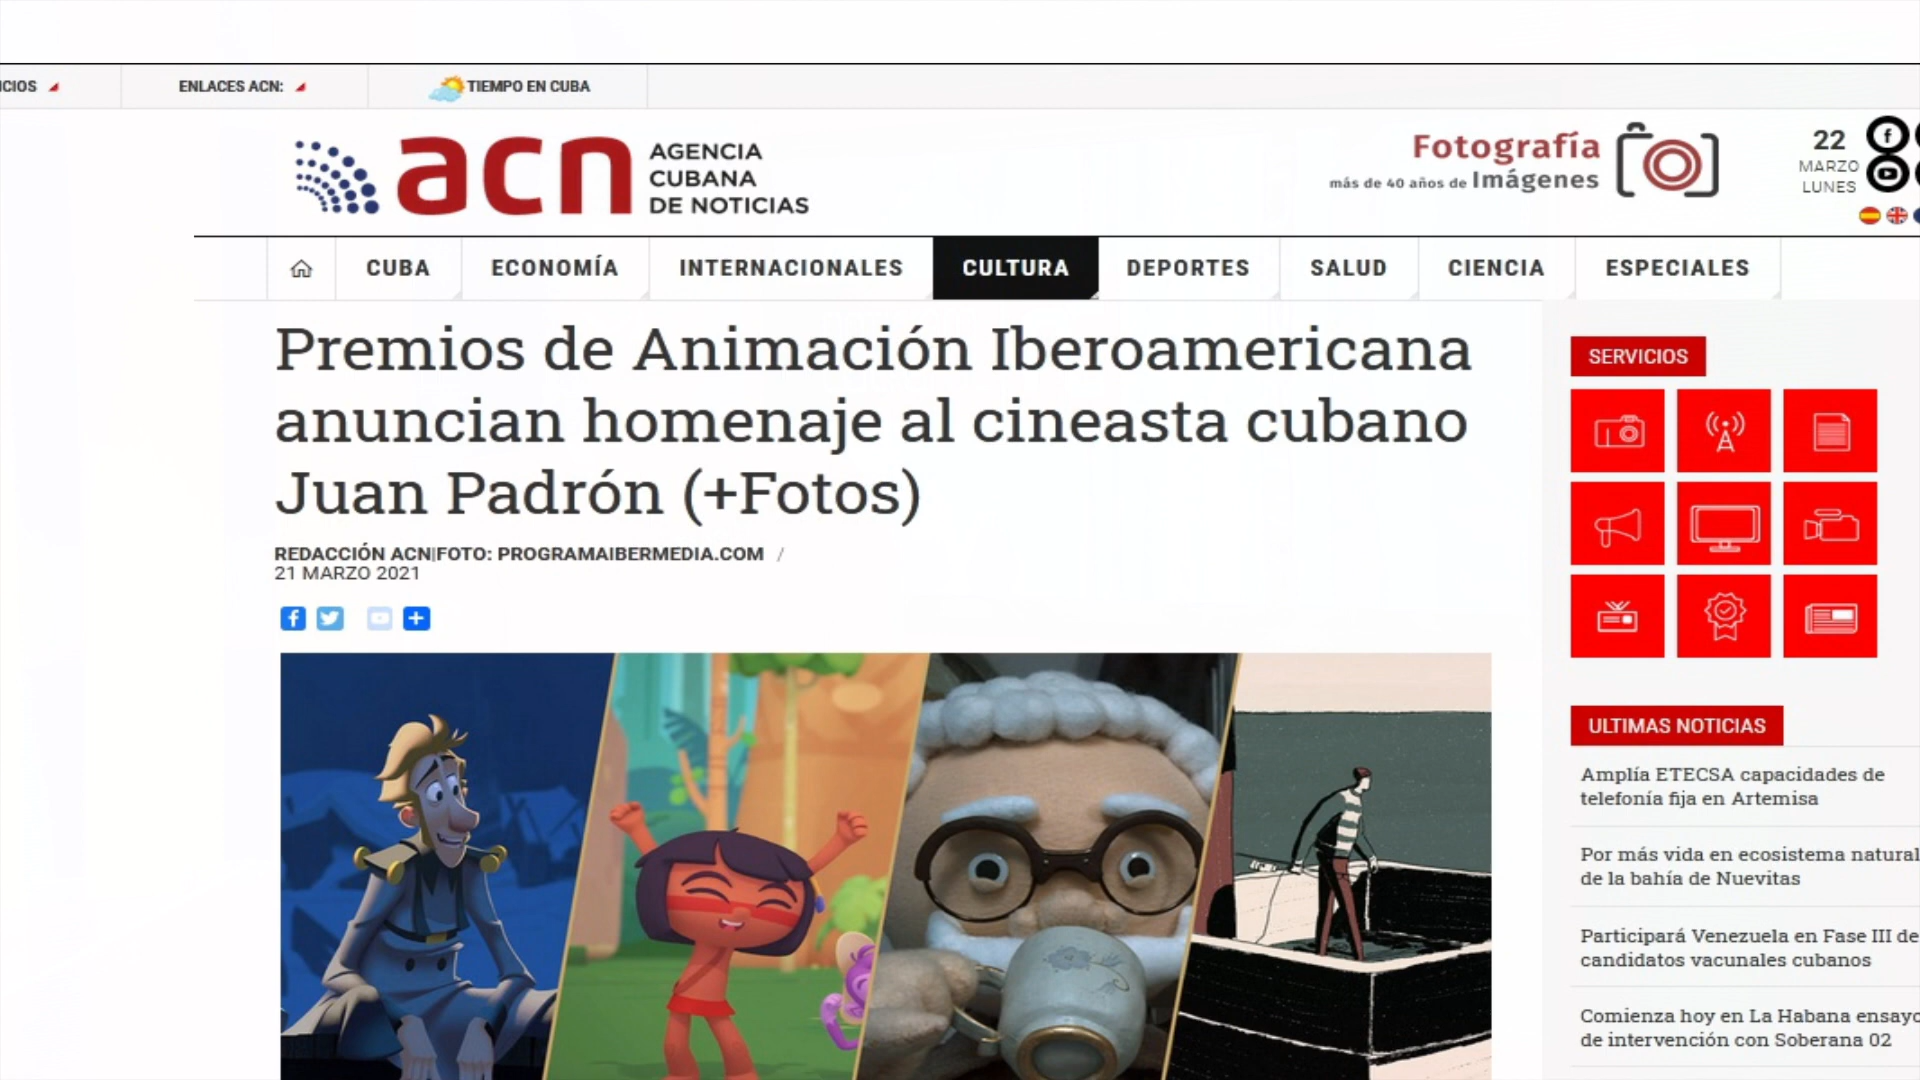 CIOS
ENLACES ACN:
TIEMPO EN CUBA
acn
AGENCIA
CUBANA
DE NOTICIAS
Fotografía
más de 40 años de Imágenes
22
MARZO
LUNES
CUBA
ECONOMÍA
INTERNACIONALES
CULTURA
DEPORTES
SALUD
CIENCIA
ESPECIALES
Premios de Animación Iberoamericana
anuncian homenaje al cineasta cubano
Juan Padrón (+Fotos)
REDACCIÓN ACN|FOTO: PROGRAMAIBERMEDIA.COM /
21 MARZO 2021
SERVICIOS
ULTIMAS NOTICIAS
Amplía ETECSA capacidades de
telefonía fija en Artemisa
Por más vida en ecosistema natural
de la bahía de Nuevitas
Participará Venezuela en Fase III de
candidatos vacunales cubanos
Comienza hoy en La Habana ensayo
de intervención con Soberana 02